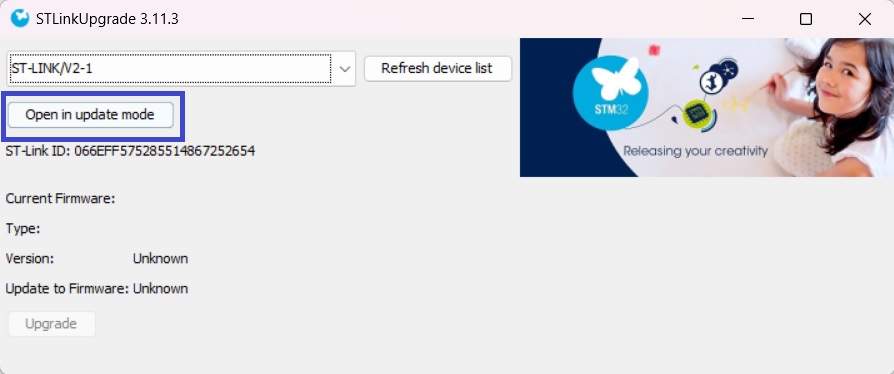 STLinkUpgrade 3.11.3
ST-LINK/V2-1
Refresh device list
Open in update mode
ST-Link ID: 066EFF575285514867252654
STM32
Releasing your creativity
Current Firmware:
Type:
Version: Unknown
Update to Firmware: Unknown
Upgrade